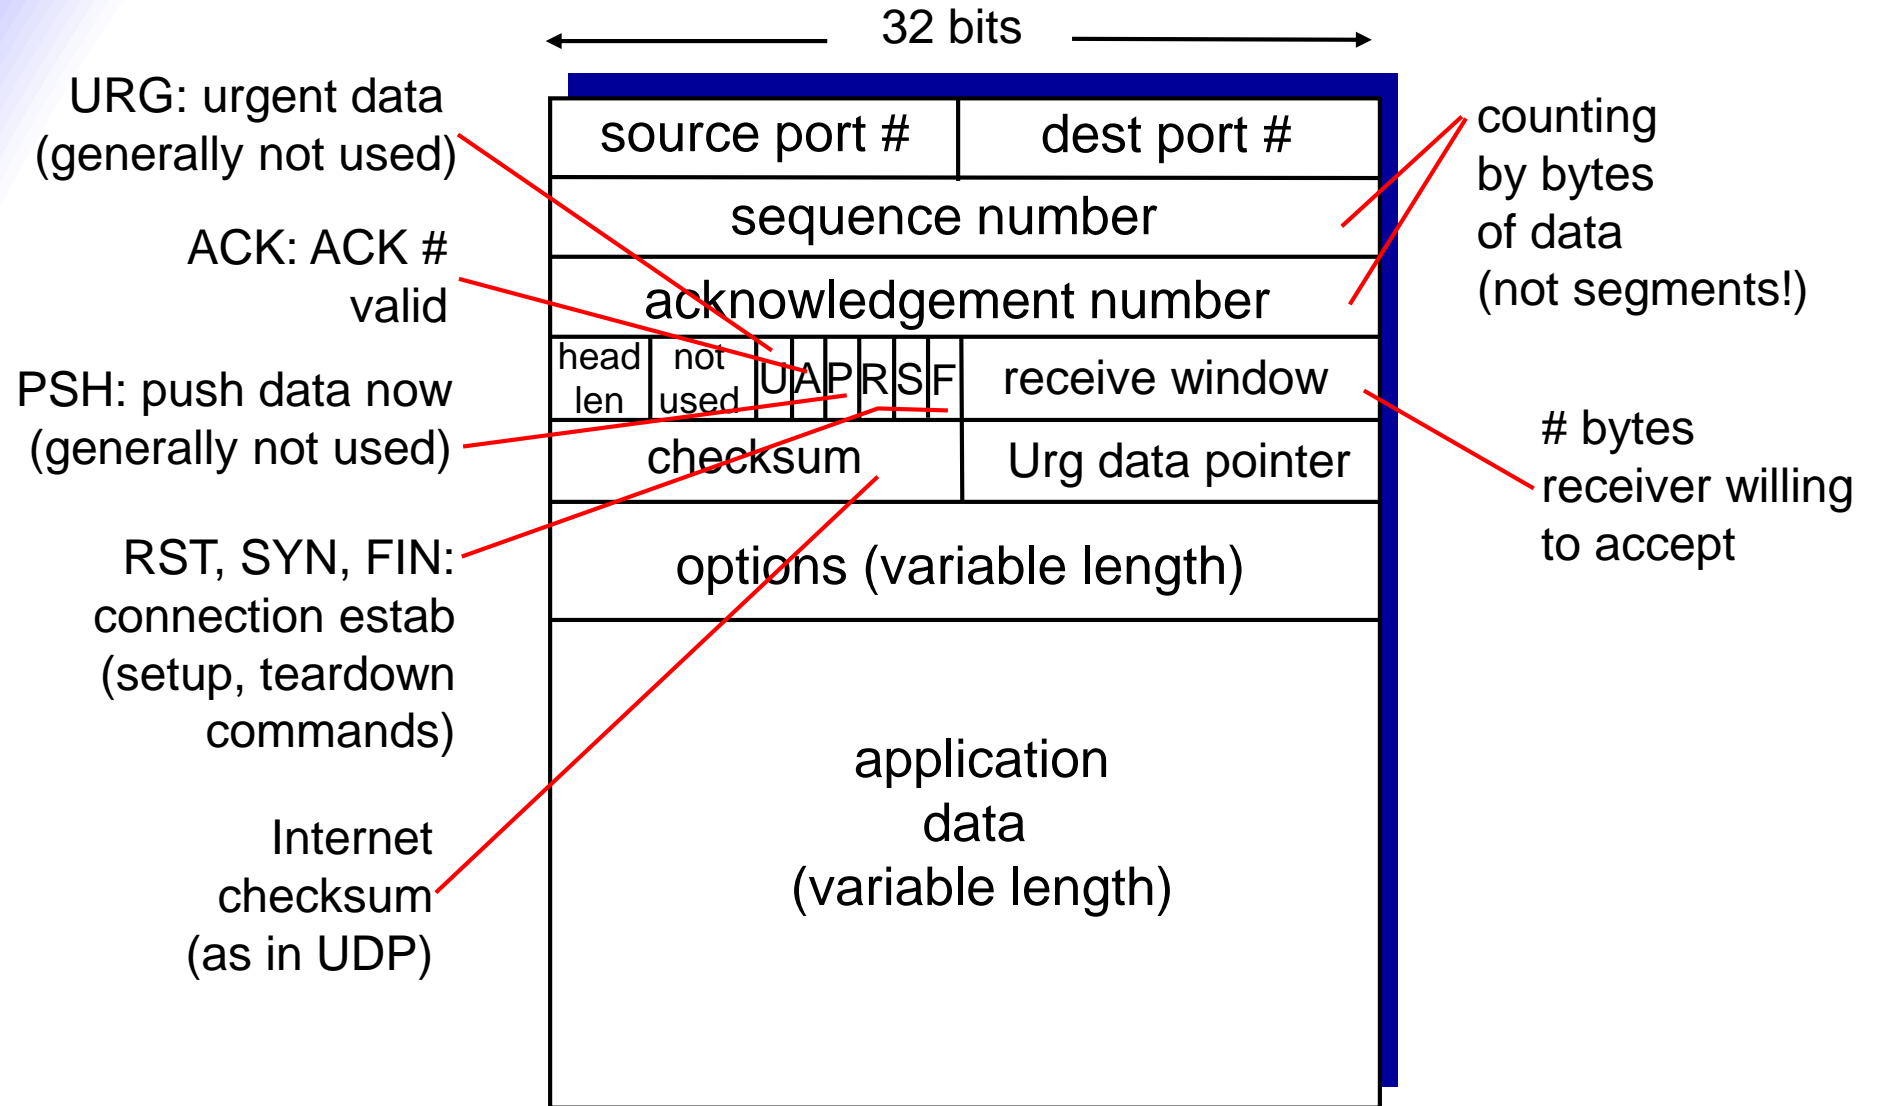 32 bits
URG: urgent data
(generally not used)
ACK: ACK #
valid
PSH: push data now
(generally not used)
RST, SYN, FIN:
connection estab
(setup, teardown
commands)
Internet
checksum
(as in UDP)
source port #
dest port #
sequence number
acknowledgement number
head
len
not
used
U
A
P
R
S
F
receive window
checksum
Urg data pointer
options (variable length)
application
data
(variable length)
counting
by bytes
of data
(not segments!)
# bytes
receiver willing
to accept